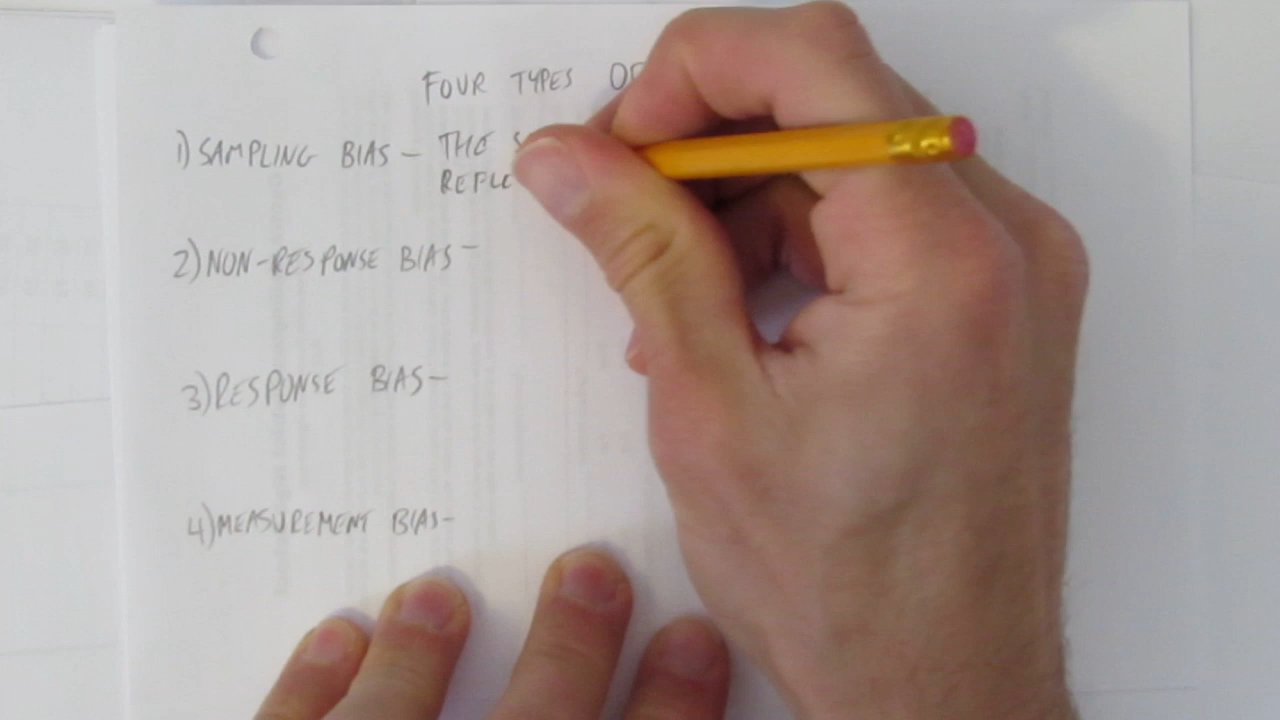 FOUR TYPES OF
1) SAMPLING BIAS - THE
REFLE
2) NON-RESPONSE BIAS -
3) RESPONSE BIAS -
4) MEASUREMENT BIAS -